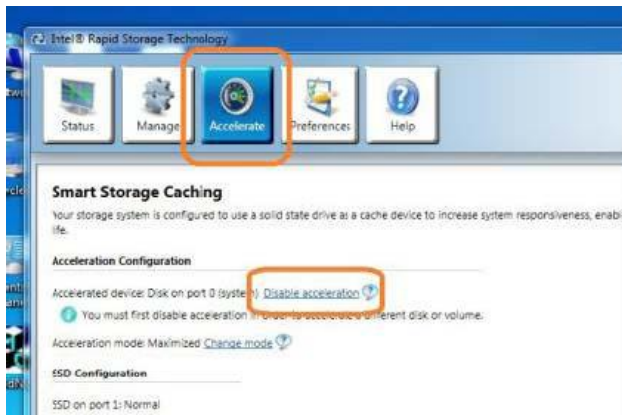 Intel® Rapid Storage Technology
Status Manage Accelerate Preferences Help
Smart Storage Caching
Your storage system is configured to use a solid state drive as a cache device to increase system responsiveness, enabl
life.
Acceleration Configuration
Accelerated device: Disk on port 0 (system) Disable acceleration
You must first disable acceleration in order to accelerate a different disk or volume.
Acceleration mode: Maximized Change mode
SSD Configuration
SSD on port 1: Normal